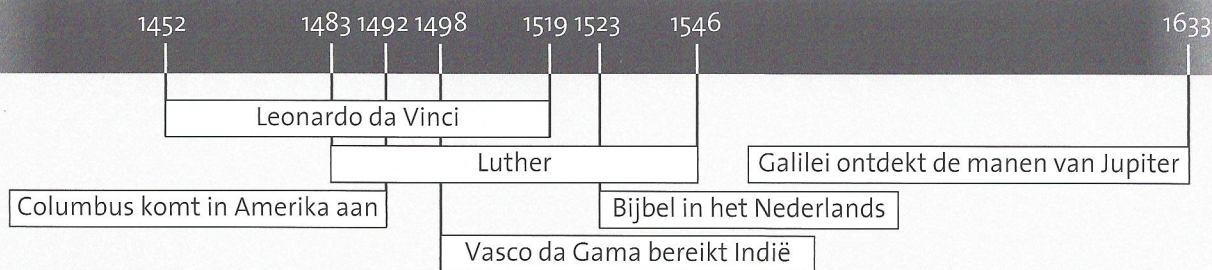 1452 1483 1492 1498 1519 1523 1546 1633
Leonardo da Vinci
Luther
Galilei ontdekt de manen van Jupiter
Columbus komt in Amerika aan
Bijbel in het Nederlands
Vasco da Gama bereikt Indië